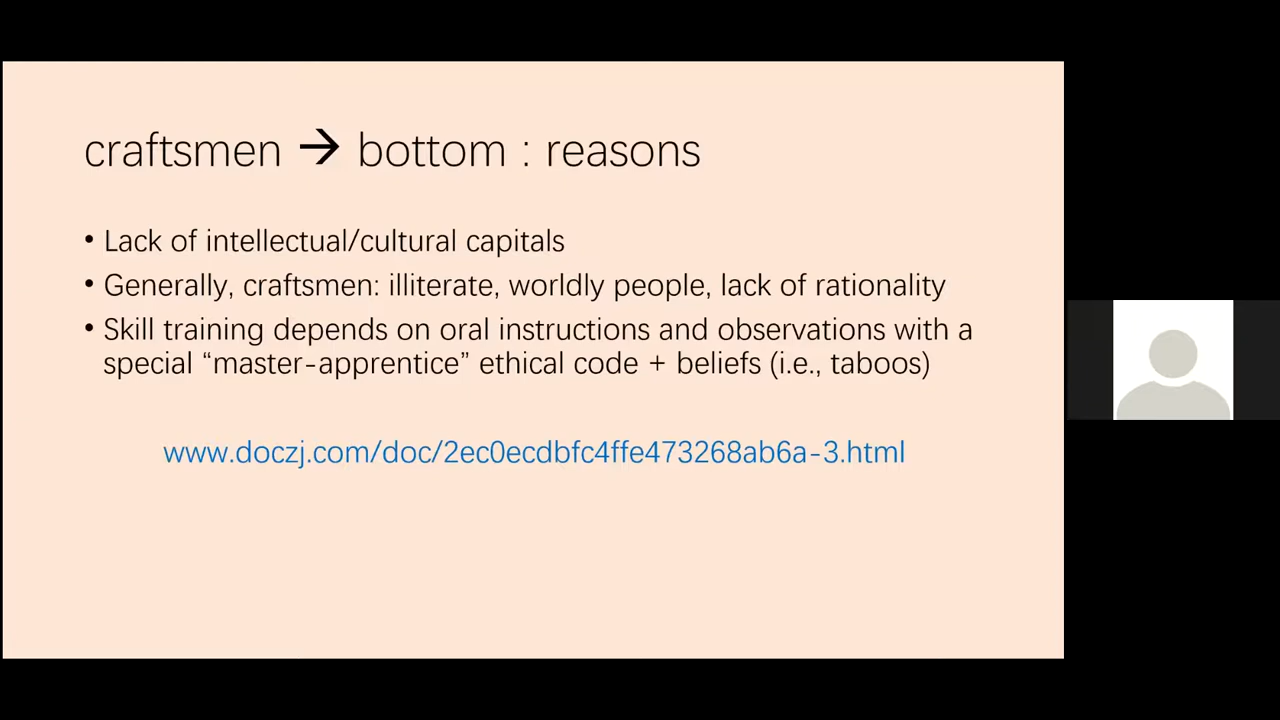 craftsmen → bottom : reasons
• Lack of intellectual/cultural capitals
• Generally, craftsmen: illiterate, worldly people, lack of rationality
• Skill training depends on oral instructions and observations with a
special “master-apprentice” ethical code + beliefs (i.e., taboos)
www.doczj.com/doc/2ec0ecdbfc4ffe473268ab6a-3.html